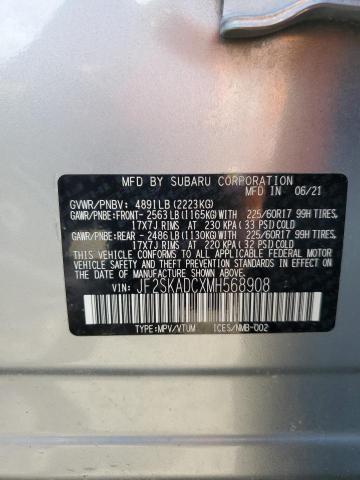 MFD BY SUBARU CORPORATION
MFD IN 06/21
GVWR/PNBV: 4891LB(2223KG)
GAWR/PNBE:FRONT-2563LB(1165KG)WITH 225/60R17 99H TIRES,
17X7J RIMS AT 230 KPA(33 PSI)COLD
GAWR/PNBE:REAR -2486LB(1130KG)WITH 225/60R17 99H TIRES,
17X7J RIMS AT 220 KPA(32 PSI)COLD
THIS VEHICLE CONFORMS TO ALL APPLICABLE FEDERAL MOTOR
VEHICLE SAFETY, BUMPER, AND THEFT PREVENTION STANDARDS
IN EFFECT ON THE DATE OF MANUFACTURE SHOWN ABOVE.
VIN: JF2SKADCXMH568908
TYPE:MPV/VTUM ICES/NMB-002